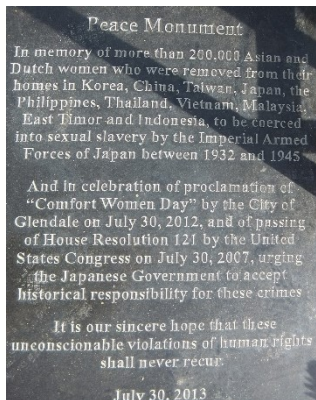 Peace Monument
In memory of more than 200,000 Asian and
Dutch women who were removed from their
homes in Korea, China, Taiwan, Japan, the
Philippines, Thailand, Vietnam, Malaysia,
East Timor and Indonesia, to be coerced
into sexual slavery by the Imperial Armed
Forces of Japan between 1932 and 1945
And in celebration of proclamation of
“Comfort Women Day” by the City of
Glendale on July 30, 2012, and of passing
of House Resolution 121 by the United
States Congress on July 30, 2007, urging
the Japanese Government to accept
historical responsibility for these crimes
It is our sincere hope that these
unconscionable violations of human rights
shall never recur.
July 30, 2013